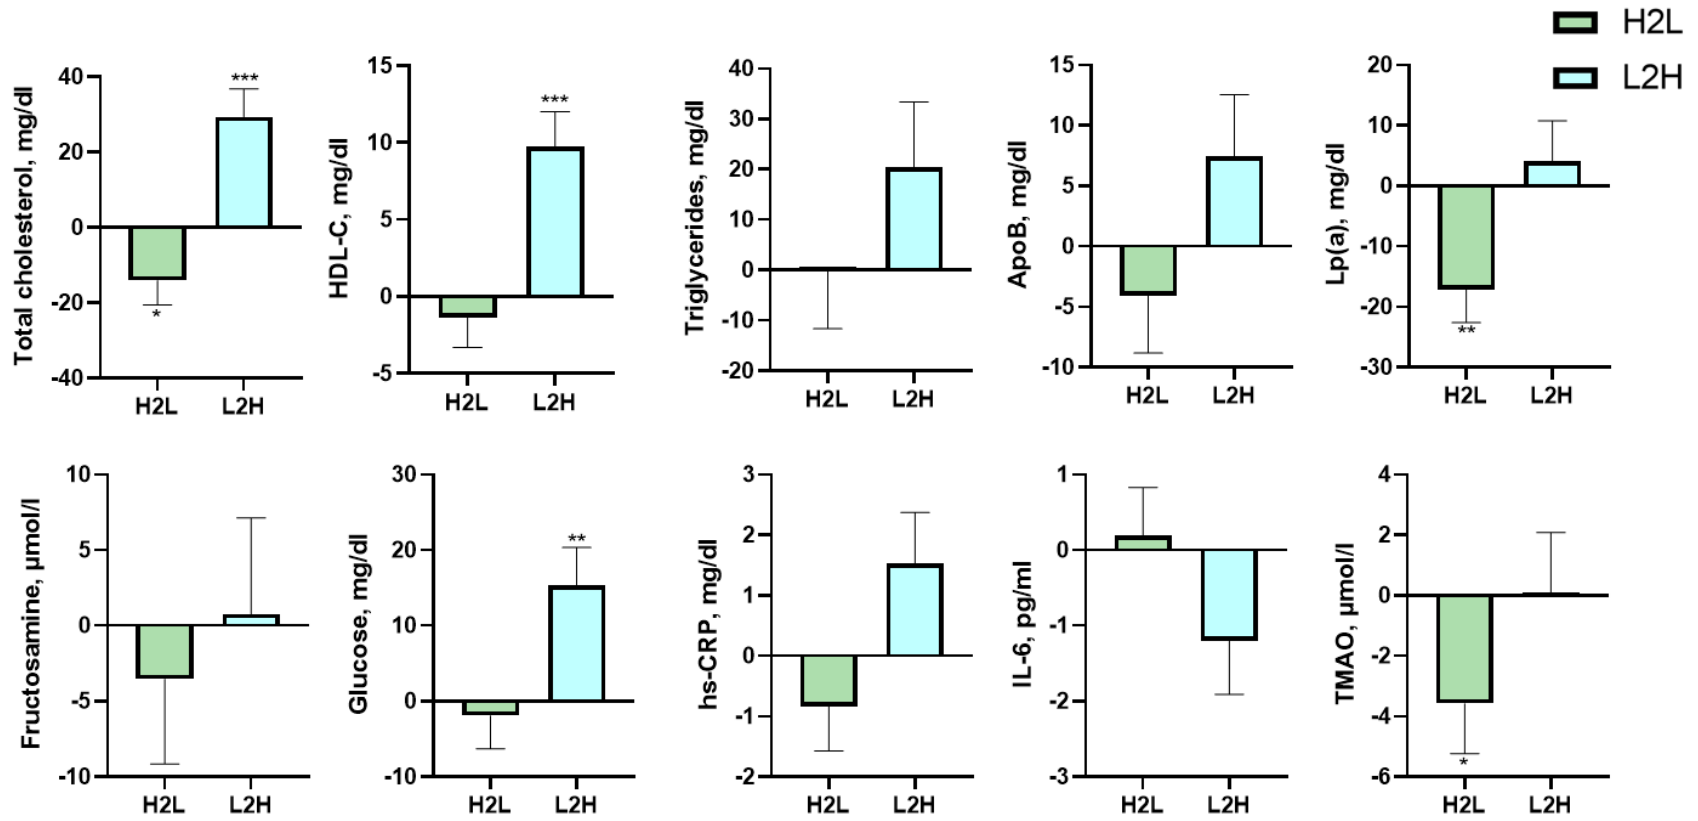 H2L
L2H
Total cholesterol, mg/dl
40
20
0
-20
-40
***
*
H2L
L2H
HDL-C, mg/dl
15
10
5
0
-5
***
H2L
L2H
Triglycerides, mg/dl
40
30
20
10
0
-10
-20
H2L
L2H
ApoB, mg/dl
15
10
5
0
-5
-10
H2L
L2H
Lp(a), mg/dl
20
10
0
-10
-20
-30
**
H2L
L2H
Fructosamine, µmol/l
10
5
0
-5
-10
H2L
L2H
Glucose, mg/dl
30
20
10
0
-10
**
H2L
L2H
hs-CRP, mg/dl
3
2
1
0
-1
-2
H2L
L2H
IL-6, pg/ml
1
0
-1
-2
-3
H2L
L2H
TMAO, µmol/l
4
2
0
-2
-4
-6
*
H2L
L2H